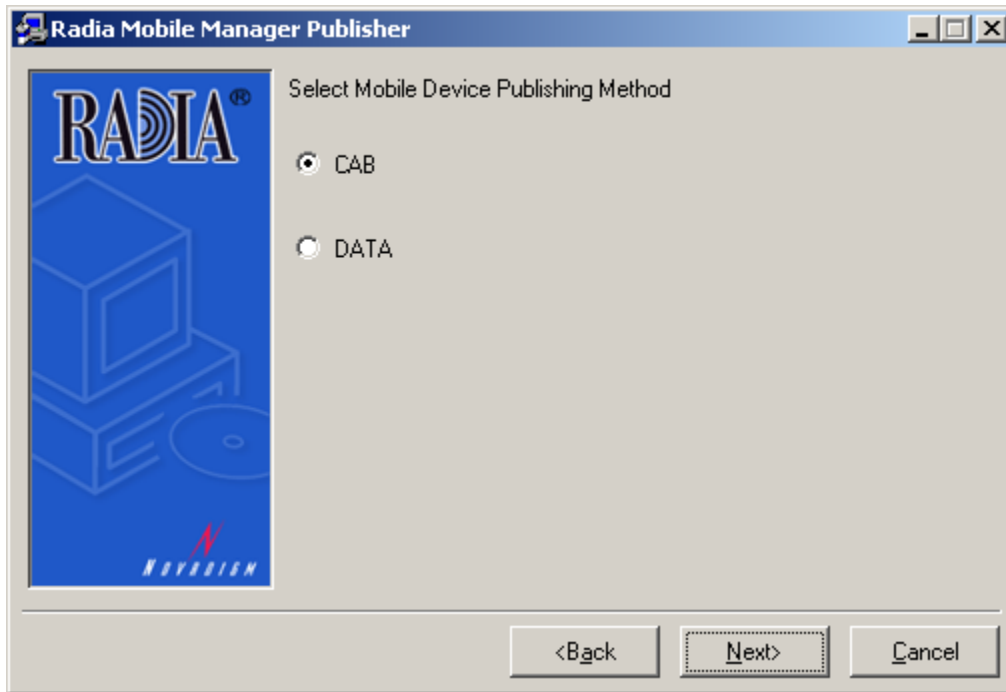 Radia Mobile Manager Publisher
RADIA®
Select Mobile Device Publishing Method
CAB
DATA
NOVADIGM
<Back
Next>
Cancel